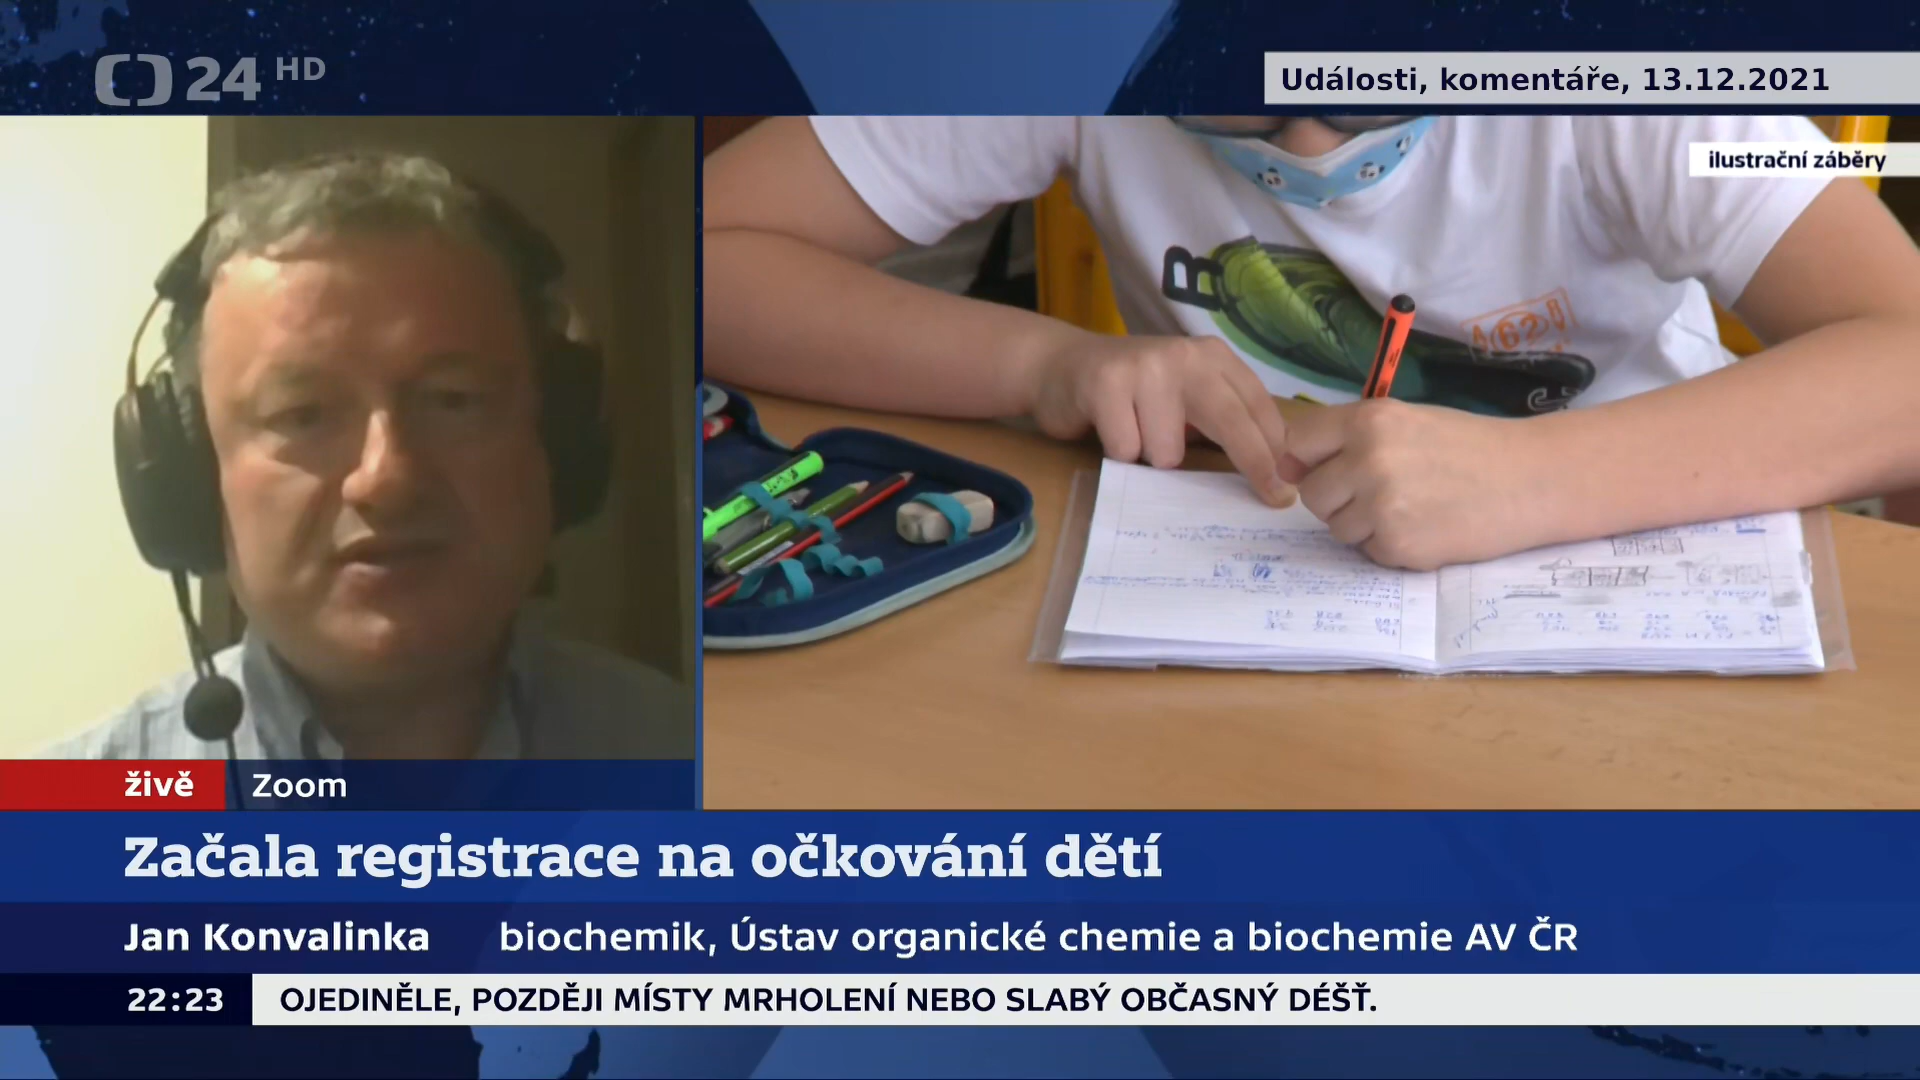 24 HD
Události, komentáře, 13.12.2021
ilustrační záběry
B
62
živě Zoom
Začala registrace na očkování dětí
Jan Konvalinka biochemik, Ústav organické chemie a biochemie AV ČR
22:23 OJEDINĚLE, POZDĚJI MÍSTY MRHOLENÍ NEBO SLABÝ OBČASNÝ DÉŠŤ.